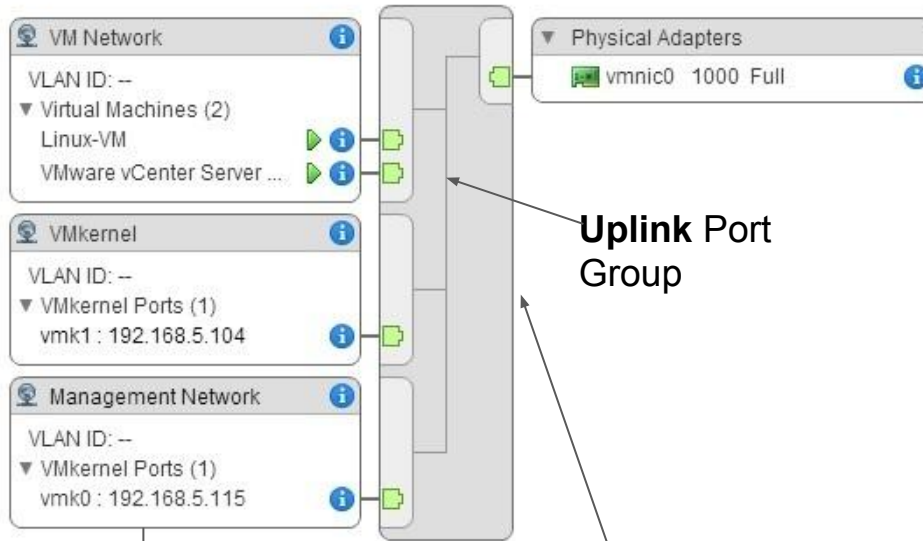 VM Network
VLAN ID: --
Virtual Machines (2)
Linux-VM
VMware vCenter Server ...
VMkernel
VLAN ID: --
VMkernel Ports (1)
vmk1 : 192.168.5.104
Management Network
VLAN ID: --
VMkernel Ports (1)
vmk0 : 192.168.5.115
Physical Adapters
vmnic0 1000 Full
Uplink Port
Group